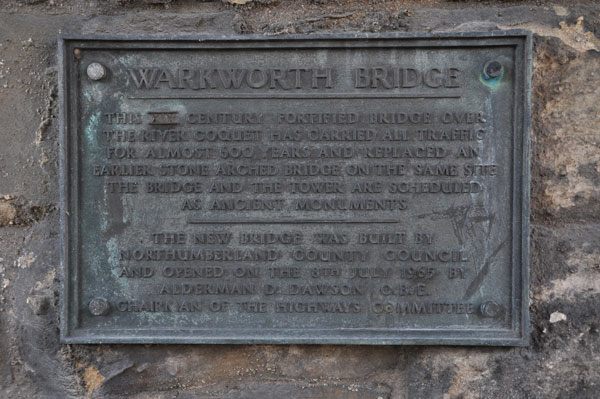 WARKWORTH BRIDGE
THIS CENTURY FORTIFIED BRIDGE OVER
THE RIVER COQUET HAS CARRIED ALL TRAFFIC
FOR ALMOST 600 YEARS AND REPLACED AN
EARLIER STONE ARCHED BRIDGE ON THE SAME SITE
THE BRIDGE AND THE TOWER ARE SCHEDULED
AS ANCIENT MONUMENTS
THE NEW BRIDGE WAS BUILT BY
NORTHUMBERLAND COUNTY COUNCIL
AND OPENED ON THE 8TH JULY 1965 BY
ALDERMAN D. DAWSON O.B.E.
CHAIRMAN OF THE HIGHWAYS COMMITTEE